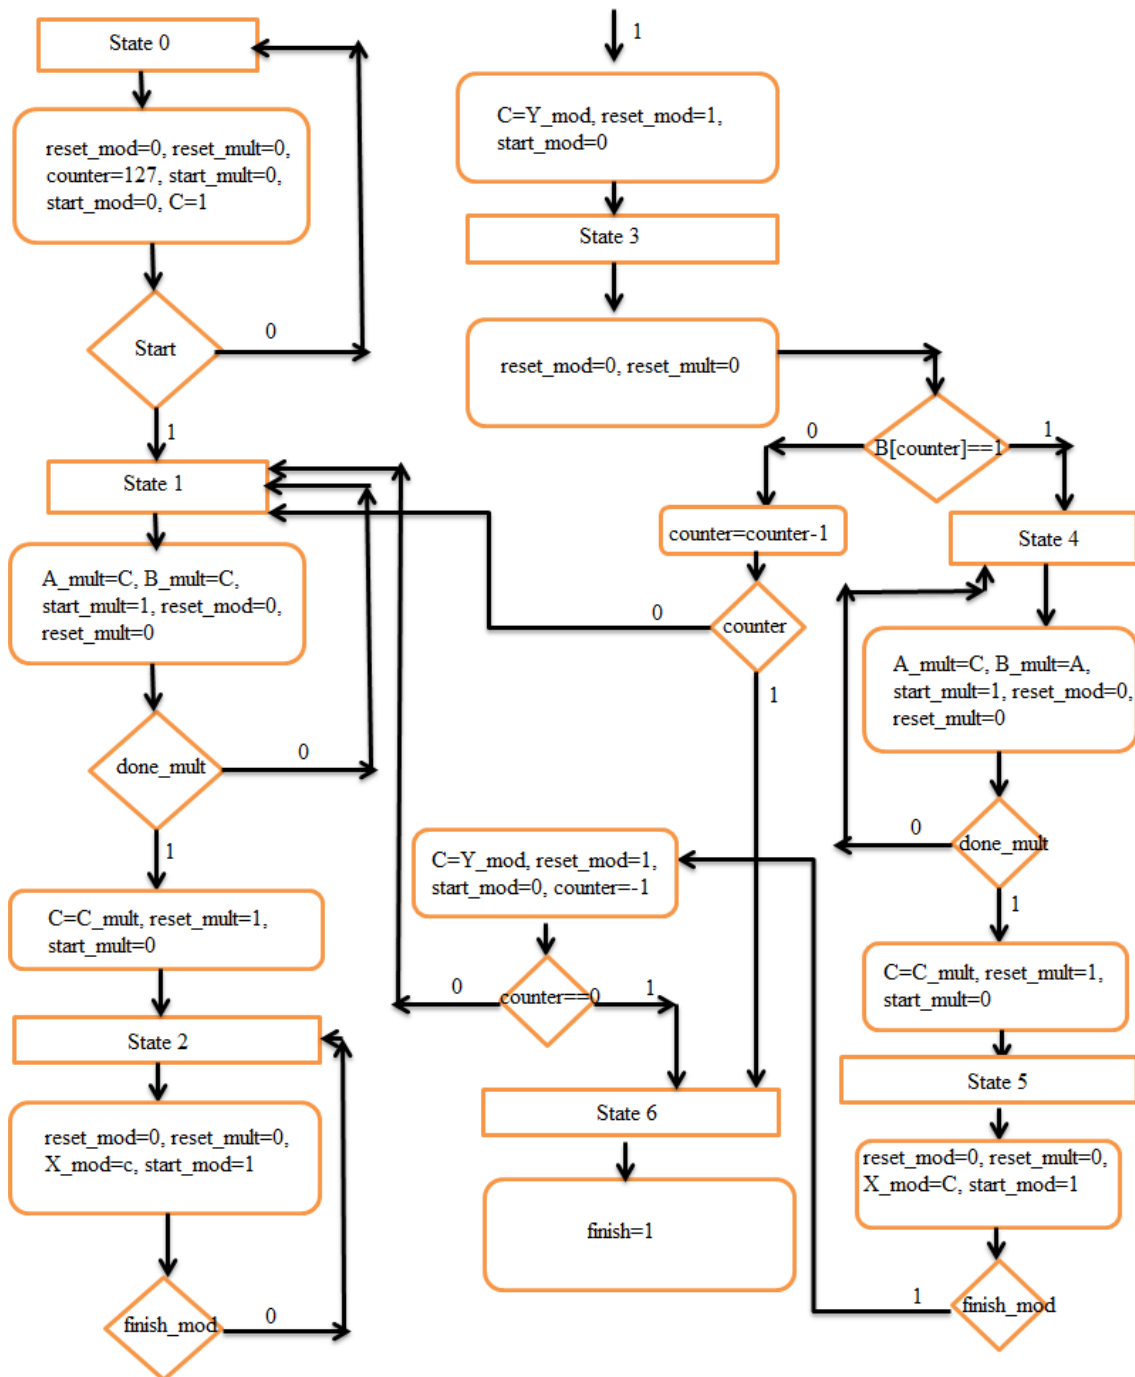 State 0
reset_mod=0, reset_mult=0,
counter=127, start_mult=0,
start_mod=0, C=1
Start
0
1
State 1
A_mult=C, B_mult=C,
start_mult=1, reset_mod=0,
reset_mult=0
done_mult
0
1
C=C_mult, reset_mult=1,
start_mult=0
State 2
reset_mod=0, reset_mult=0,
X_mod=c, start_mod=1
finish_mod
0
1
C=Y_mod, reset_mod=1,
start_mod=0
State 3
reset_mod=0, reset_mult=0
B[counter]==1
0
1
counter=counter-1
counter
0
1
State 4
A_mult=C, B_mult=A,
start_mult=1, reset_mod=0,
reset_mult=0
done_mult
0
1
C=C_mult, reset_mult=1,
start_mult=0
State 5
reset_mod=0, reset_mult=0,
X_mod=C, start_mod=1
finish_mod
1
C=Y_mod, reset_mod=1,
start_mod=0, counter=-1
counter==0
0
1
State 6
finish=1